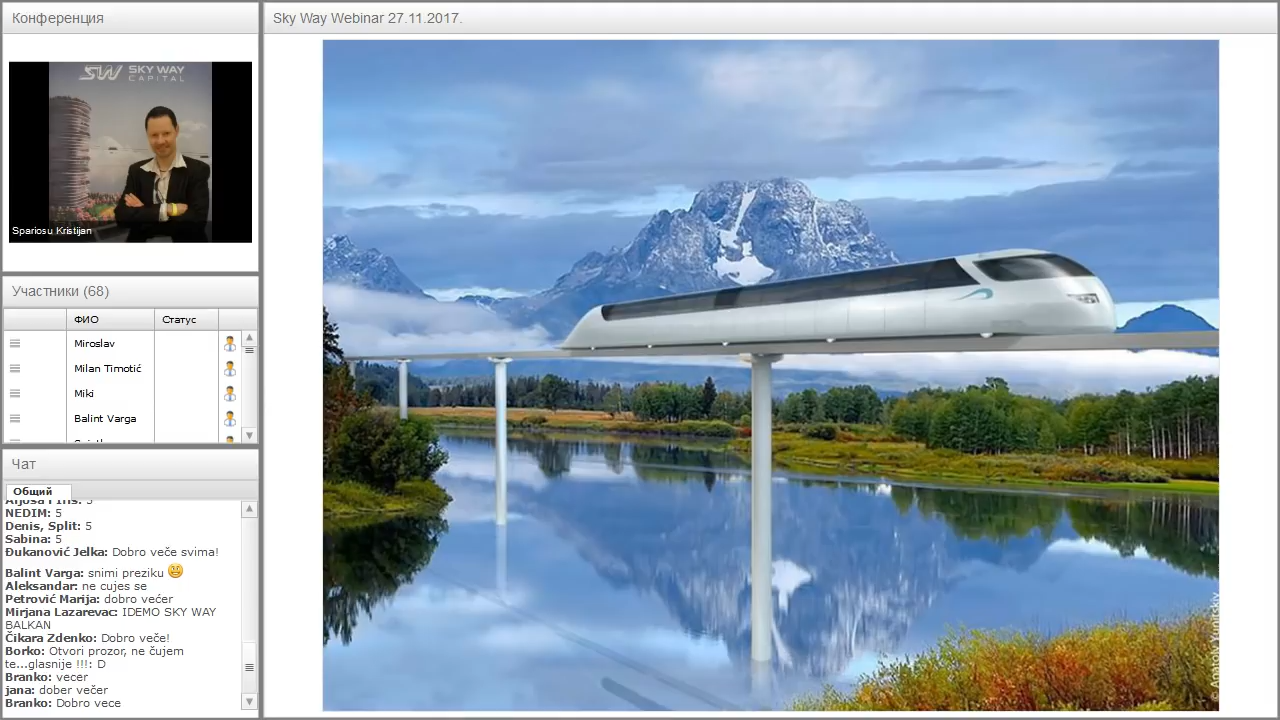 Конференция
SKY WAY
CAPITAL
Spariosu Kristijan
Участники (68)
ФИО
Статус
Miroslav
Milan Timotić
Miki
Balint Varga
Чат
Общий
NEDIM: 5
Denis, Split: 5
Sabina: 5
Đukanović Jelka: Dobro veče svima!
Balint Varga: snimi preziku
Aleksandar: ne cujes se
Petrović Marija: dobro većer
Mirjana Lazarevac: IDEMO SKY WAY
BALKAN
Čikara Zdenko: Dobro veče!
Borko: Otvori prozor, ne čujem
te...glasnije !!!: D
Branko: vecer
jana: dober večer
Branko: Dobro vece
Sky Way Webinar 27.11.2017.